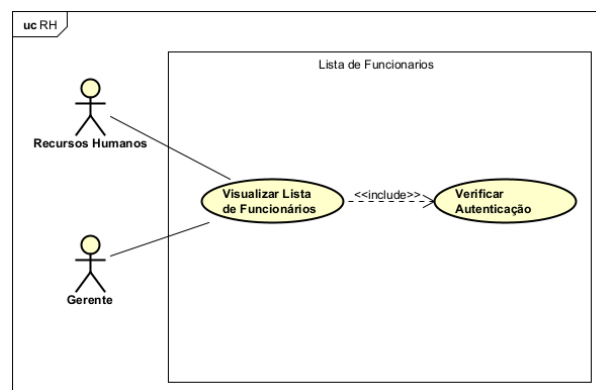 uc RH
Lista de Funcionarios
Recursos Humanos
Visualizar Lista
de Funcionários
<<include>>
Verificar
Autenticação
Gerente